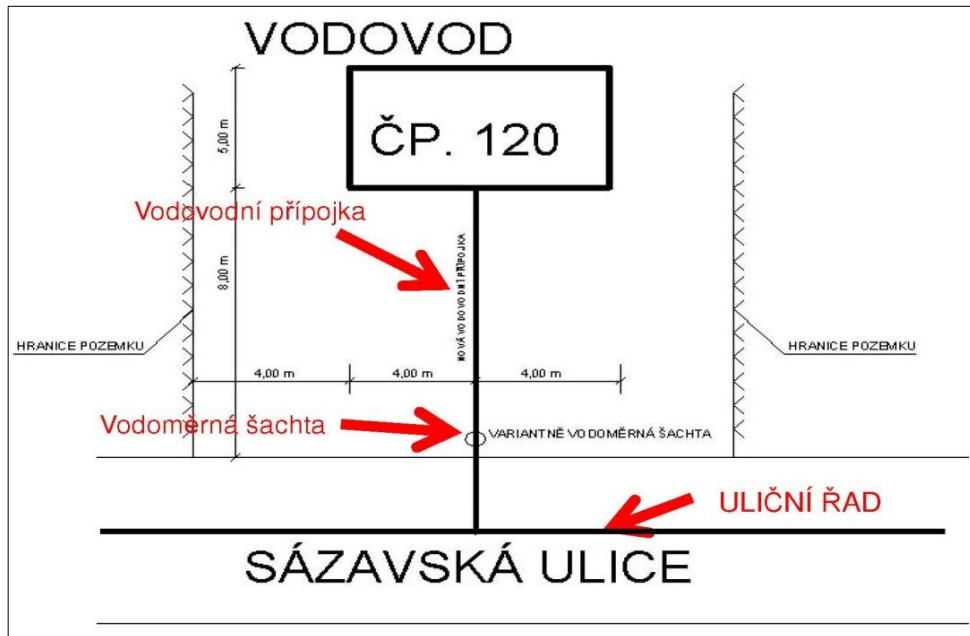 VODOVOD
ČP. 120
5,00 m
Vodovodní přípojka
NOVÁ VODOVODNÍ PŘÍPOJKA
8,00 m
HRANICE POZEMKU
HRANICE POZEMKU
4,00 m
4,00 m
4,00 m
Vodoměrná šachta
VARIANTNĚ VODOMĚRNÁ ŠACHTA
ULIČNÍ ŘAD
SÁZAVSKÁ ULICE